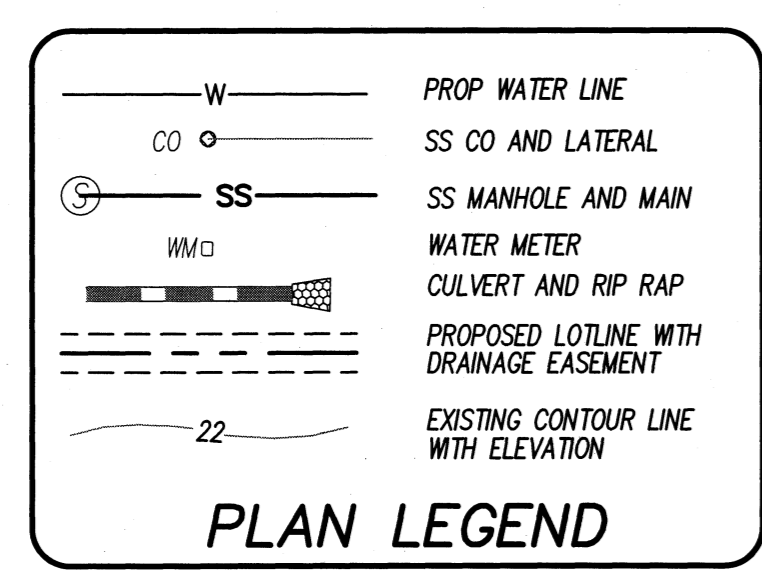 W PROP WATER LINE
CO SS CO AND LATERAL
S SS SS MANHOLE AND MAIN
WM WATER METER
CULVERT AND RIP RAP
PROPOSED LOTLINE WITH
DRAINAGE EASEMENT
22 EXISTING CONTOUR LINE
WITH ELEVATION
PLAN LEGEND